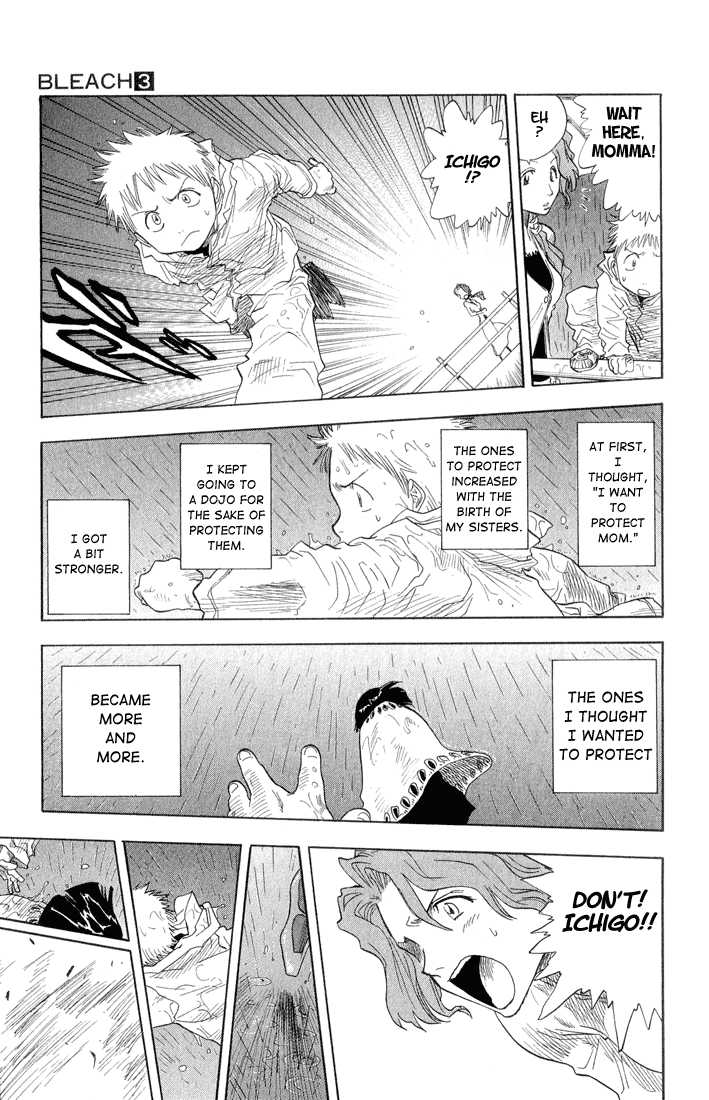 BLEACH 3
WAIT
HERE,
MOMMA!
EH
?
ICHIGO
!?
AT FIRST,
I
THOUGHT,
"I WANT
TO
PROTECT
MOM."
THE ONES
TO PROTECT
INCREASED
WITH THE
BIRTH OF
MY SISTERS.
I KEPT
GOING TO
A DOJO FOR
THE SAKE OF
PROTECTING
THEM.
I GOT
A BIT
STRONGER.
THE ONES
I THOUGHT
I WANTED
TO PROTECT
BECAME
MORE
AND
MORE.
DON'T!
ICHIGO!!